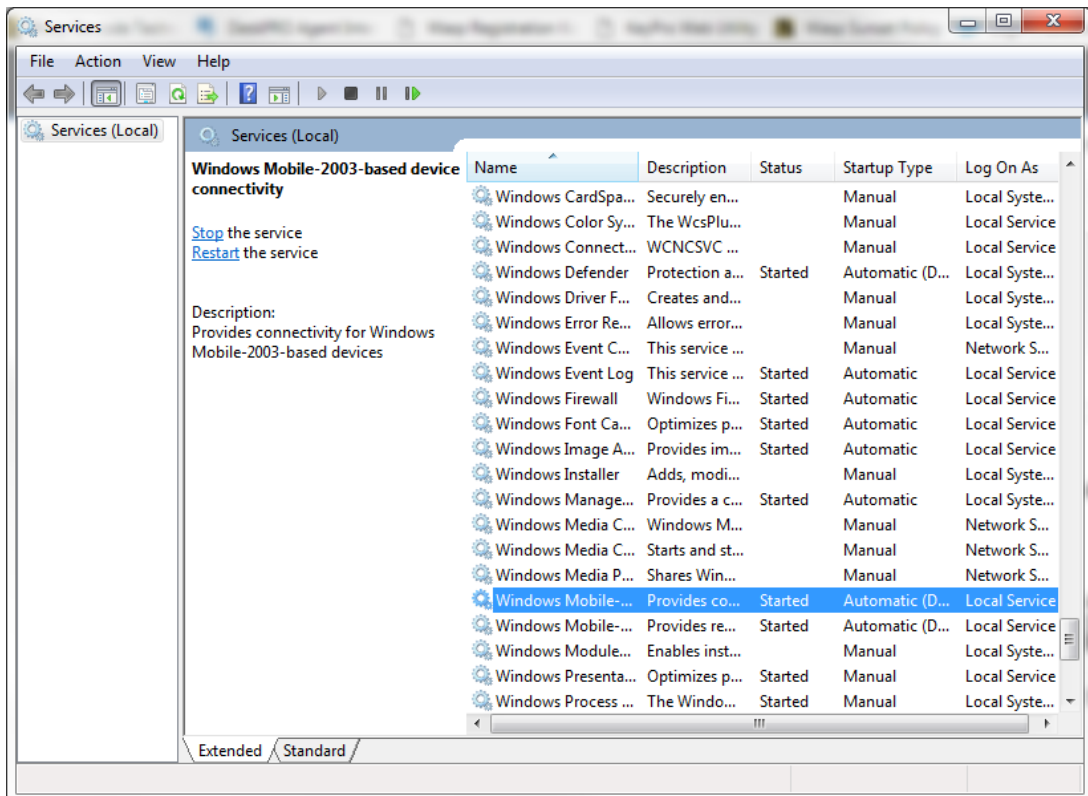 Services
File Action View Help
Services (Local)
Services (Local)
Windows Mobile-2003-based device
connectivity
Stop the service
Restart the service
Description:
Provides connectivity for Windows
Mobile-2003-based devices
Name Description Status Startup Type Log On As
Windows CardSpa... Securely en... Manual Local Syste...
Windows Color Sy... The WcsPlu... Manual Local Service
Windows Connect... WCNCSVC ... Manual Local Service
Windows Defender Protection a... Started Automatic (D... Local Syste...
Windows Driver F... Creates and... Manual Local Syste...
Windows Error Re... Allows error... Manual Local Syste...
Windows Event C... This service ... Manual Network S...
Windows Event Log This service ... Started Automatic Local Service
Windows Firewall Windows Fi... Started Automatic Local Service
Windows Font Ca... Optimizes p... Started Automatic Local Service
Windows Image A... Provides im... Started Automatic Local Service
Windows Installer Adds, modi... Manual Local Syste...
Windows Manage... Provides a c... Started Automatic Local Syste...
Windows Media C... Windows M... Manual Network S...
Windows Media C... Starts and st... Manual Network S...
Windows Media P... Shares Win... Manual Network S...
Windows Mobile-... Provides co... Started Automatic (D... Local Service
Windows Mobile-... Provides re... Started Automatic (D... Local Service
Windows Module... Enables inst... Manual Local Syste...
Windows Presenta... Optimizes p... Started Manual Local Service
Windows Process ... The Windo... Started Manual Local Syste...
Extended Standard